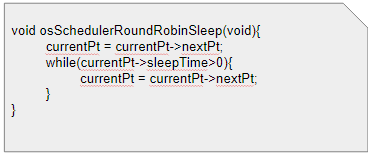 void osSchedulerRoundRobinSleep(void){
currentPt = currentPt->nextPt;
while(currentPt->sleepTime>0){
currentPt = currentPt->nextPt;
}
}